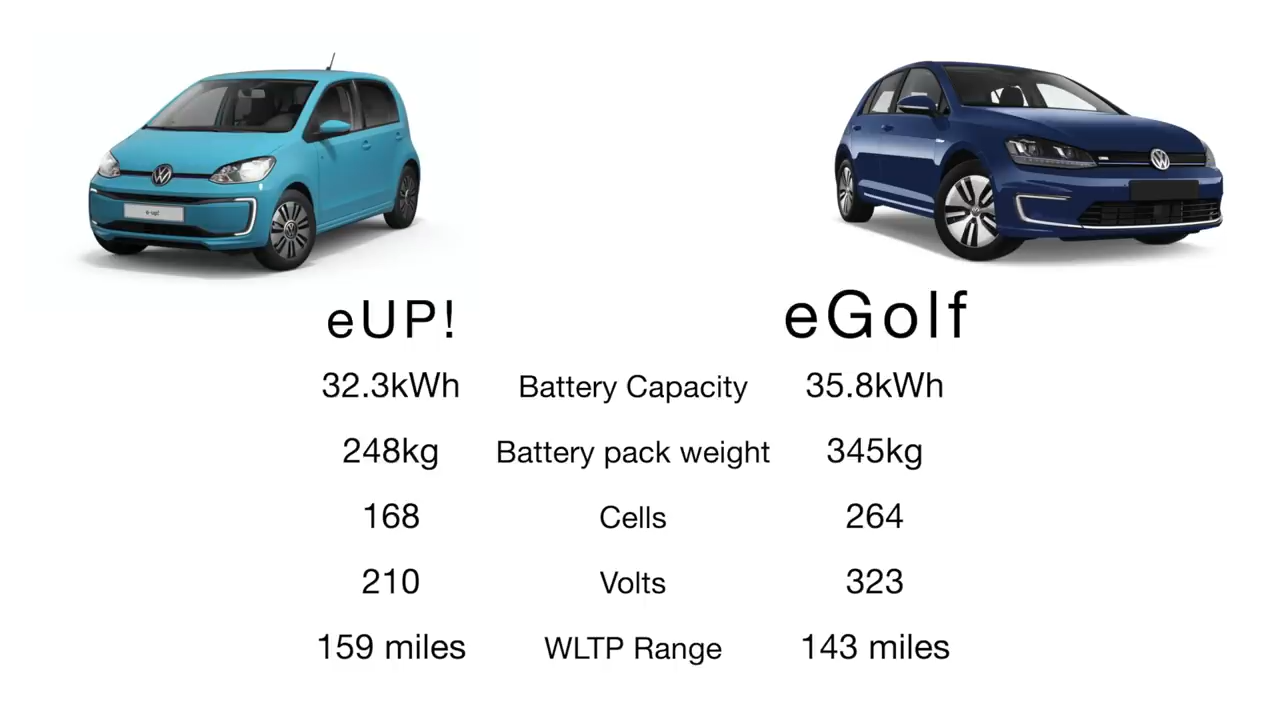 e-up!
eUP! eGolf
32.3kWh Battery Capacity 35.8kWh
248kg Battery pack weight 345kg
168 Cells 264
210 Volts 323
159 miles WLTP Range 143 miles